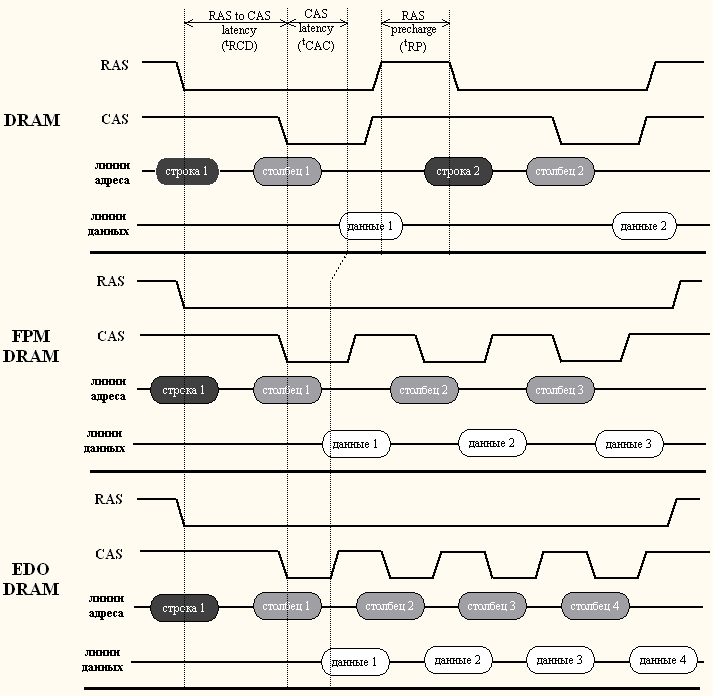 RAS to CAS
latency
(tRCD)
CAS
latency
(tCAC)
RAS
precharge
(tRP)
DRAM
RAS
CAS
линии
адреса
строка 1
столбец 1
строка 2
столбец 2
линии
данных
данные 1
данные 2
FPM
DRAM
RAS
CAS
линии
адреса
строка 1
столбец 1
столбец 2
столбец 3
линии
данных
данные 1
данные 2
данные 3
EDO
DRAM
RAS
CAS
линии
адреса
строка 1
столбец 1
столбец 2
столбец 3
столбец 4
линии
данных
данные 1
данные 2
данные 3
данные 4